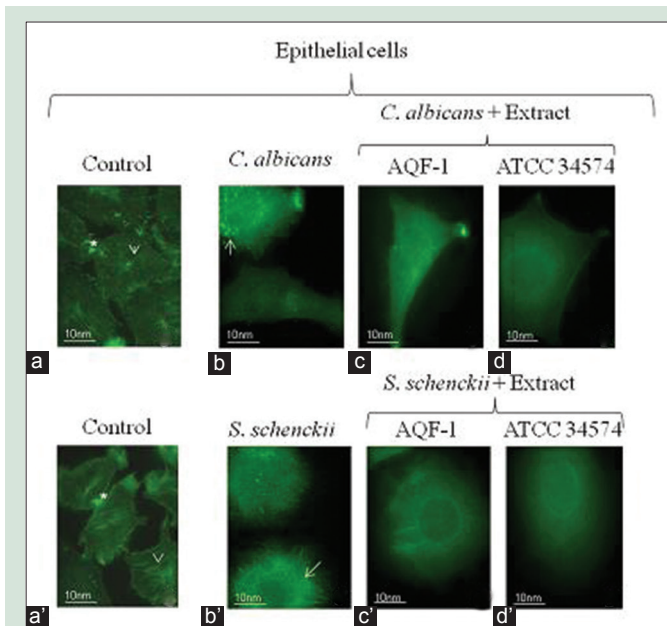 Epithelial cells
C. albicans + Extract
Control
C. albicans
AQF-1
ATCC 34574
10nm
10nm
10nm
10nm
a
b
c
d
S. schenckii + Extract
Control
S. schenckii
AQF-1
ATCC 34574
10nm
10nm
10nm
10nm
a'
b'
c'
d'